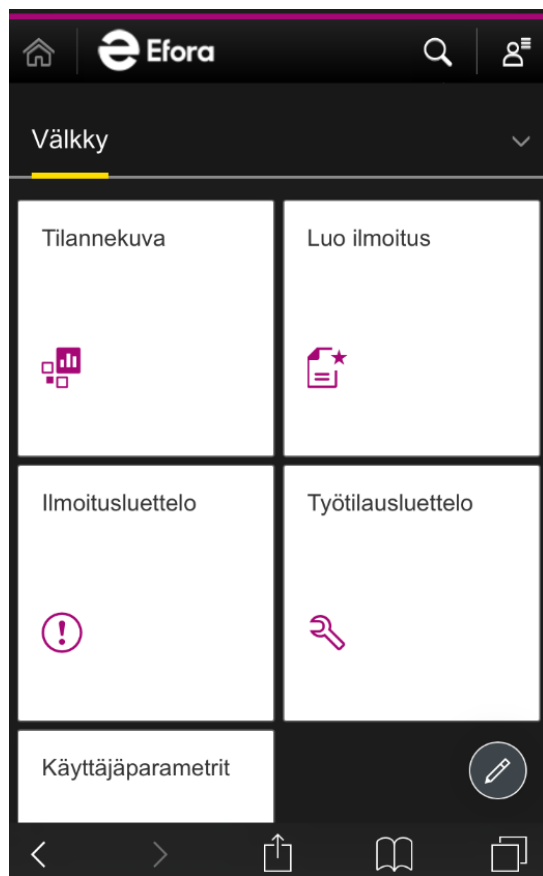 Efora
Välkky
Tilannekuva
Luo ilmoitus
Ilmoitusluettelo
Työtilausluettelo
Käyttäjäparametrit